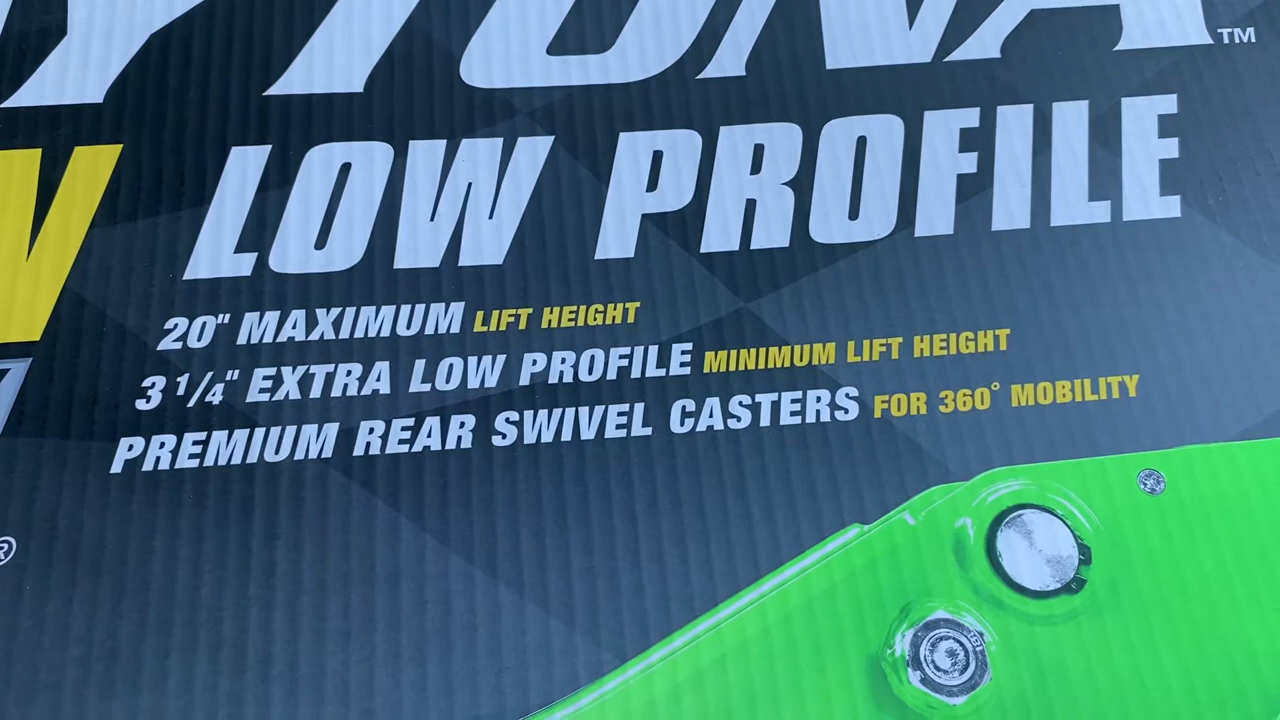 TM
LOW PROFILE
20" MAXIMUM LIFT HEIGHT
3 1/4" EXTRA LOW PROFILE MINIMUM LIFT HEIGHT
PREMIUM REAR SWIVEL CASTERS FOR 360° MOBILITY
®